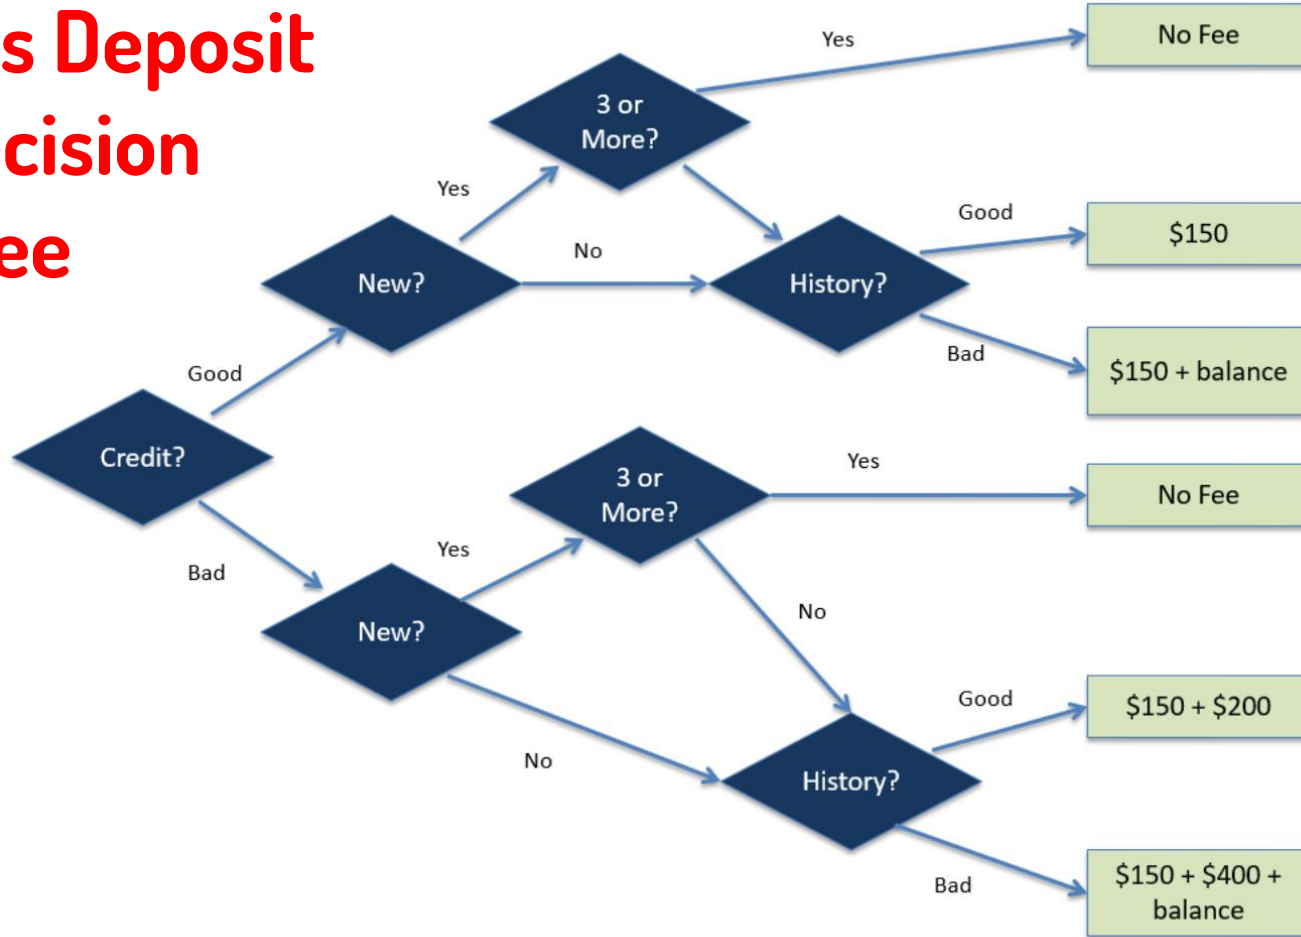 s Deposit
cision
ee
Yes
No Fee
3 or
More?
Yes
Good
$150
No
New?
History?
Bad
$150 + balance
Good
Credit?
3 or
More?
Yes
No Fee
Yes
Bad
No
New?
Good
$150 + $200
No
History?
Bad
$150 + $400 +
balance